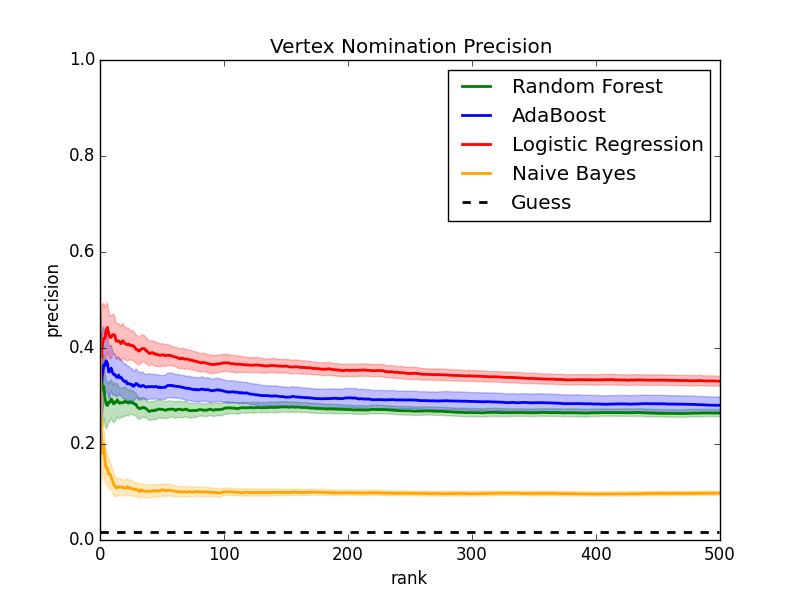 Vertex Nomination Precision
1.0
0.8
0.6
0.4
0.2
0.0
precision
Random Forest
AdaBoost
Logistic Regression
Naive Bayes
Guess
0 100 200 300 400 500
rank